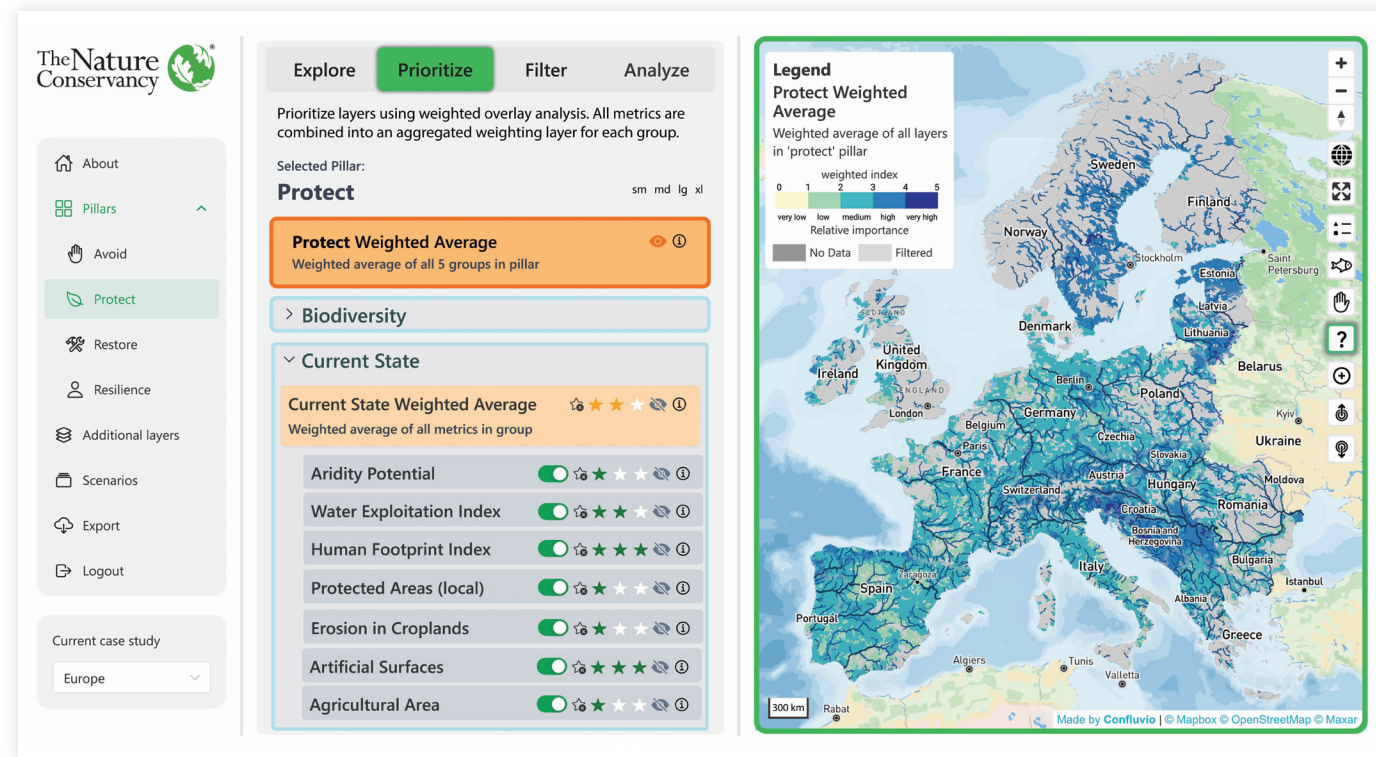 The Nature
Conservancy
About
Pillars
Avoid
Protect
Restore
Resilience
Additional layers
Scenarios
Export
Logout
Current case study
Europe
Explore
Prioritize
Filter
Analyze
Prioritize layers using weighted overlay analysis. All metrics are
combined into an aggregated weighting layer for each group.
Selected Pillar:
Protect
sm md lg xl
Protect Weighted Average
Weighted average of all 5 groups in pillar
Biodiversity
Current State
Current State Weighted Average
Weighted average of all metrics in group
Aridity Potential
Water Exploitation Index
Human Footprint Index
Protected Areas (local)
Erosion in Croplands
Artificial Surfaces
Agricultural Area
Legend
Protect Weighted
Average
Weighted average of all layers
in 'protect' pillar
weighted index
0 1 2 3 4 5
very low low medium high very high
Relative importance
No Data
Filtered
?
Sweden
Finland
Norway
Stockholm
Saint
Petersburg
Estonia
Latvia
Lithuania
SCOTLAND
Denmark
United
Kingdom
Ireland
ENGLAND
London
Belarus
Berlin
Poland
Germany
Belgium
Kyiv
Ukraine
Paris
Czechia
Slovakia
France
Austria
Switzerland
Hungary
Moldova
Croatia
Romania
Bosnia and
Herzegovina
Bulgaria
Italy
Zaragoza
Spain
Istanbul
Albania
Portugal
Greece
Algiers
Tunis
Valletta
Rabat
300 km
Made by Confluvio | © Mapbox © OpenStreetMap © Maxar